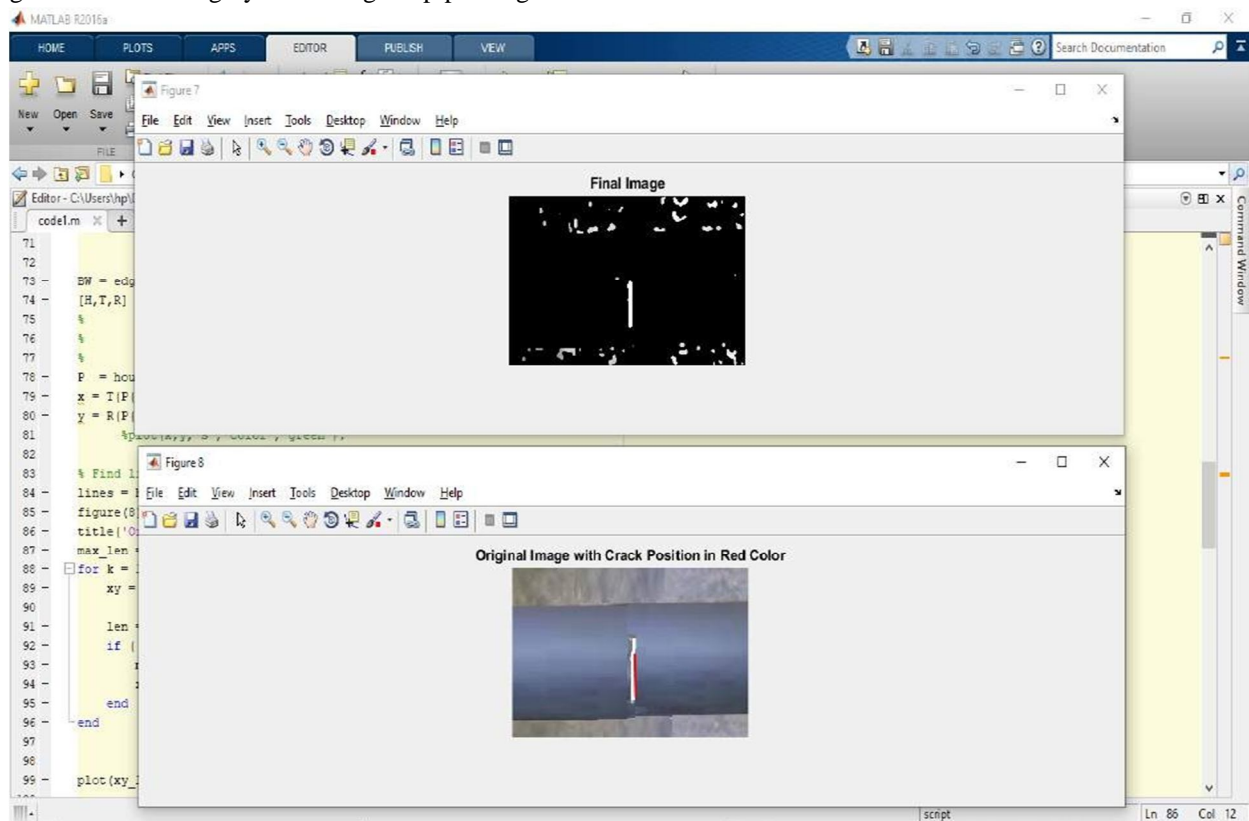 MATLAB R2016a
HOME PLOTS APPS EDITOR PUBLISH VIEW
Search Documentation
New Open Save
FILE
Figure 7
File Edit View Insert Tools Desktop Window Help
Final Image
Editor - C:\Users\hp\
code1.m
Command Window
71
72
73 BW = edg
74 [H,T,R]
75 %
76 %
77 %
78 P = hou
79 x = T(P(
80 y = R(P(
81
82
83 % Find l
84 lines =
85 figure(8
86 title('O
87 max_len =
88 for k =
89 xy =
90
91 len
92 if (
93
94
95 end
96 end
97
98
99 plot(xy_
Figure 8
File Edit View Insert Tools Desktop Window Help
Original Image with Crack Position in Red Color
script Ln 86 Col 12